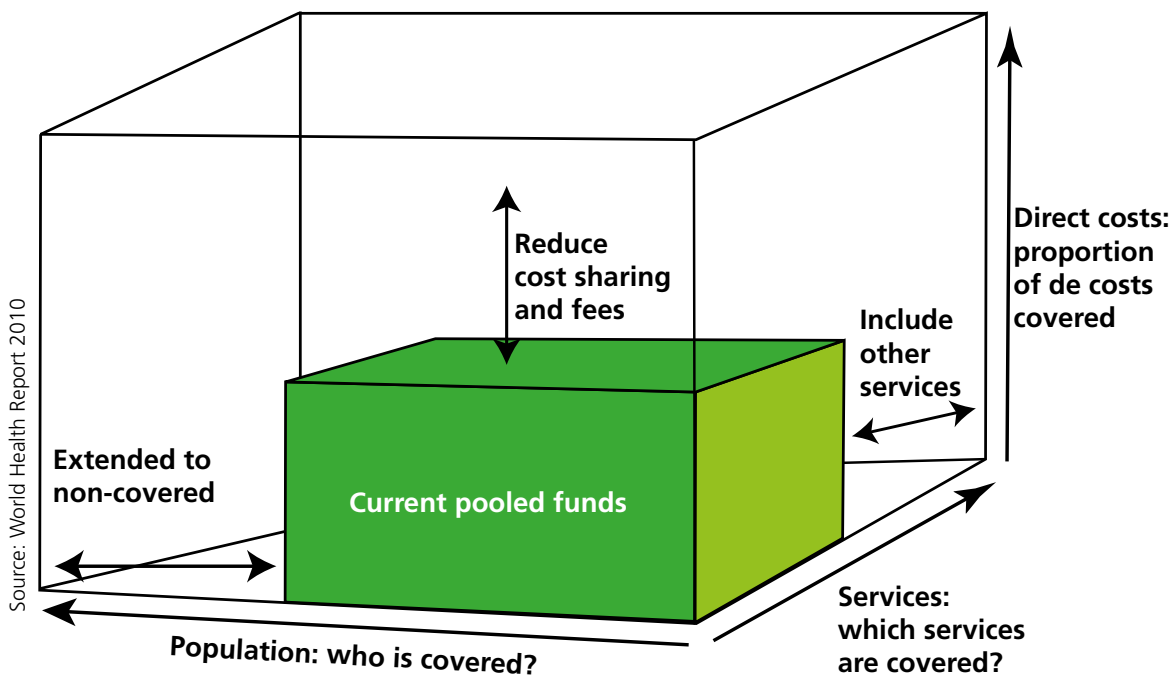 Source: World Health Report 2010
Reduce
cost sharing
and fees
Direct costs:
proportion
of de costs
covered
Include
other
services
Extended to
non-covered
Current pooled funds
Population: who is covered?
Services:
which services
are covered?